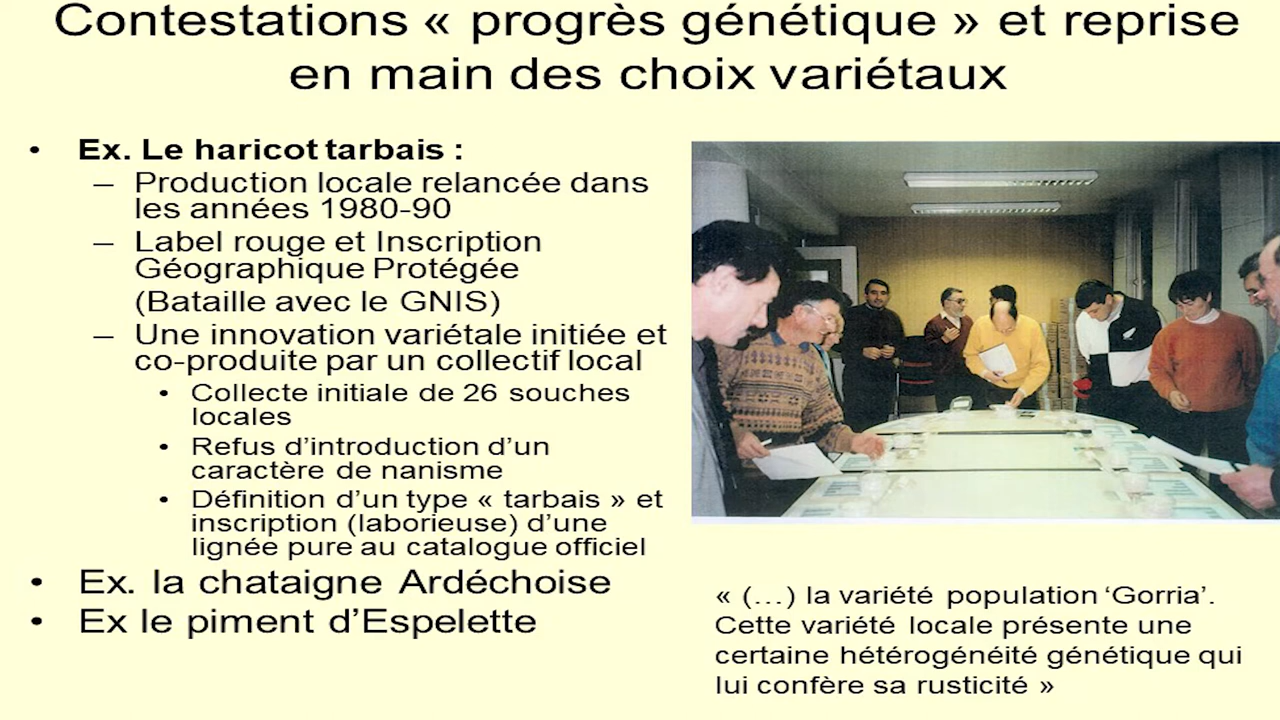 Contestations « progrès génétique » et reprise
en main des choix variétaux
• Ex. Le haricot tarbais :
– Production locale relancée dans
les années 1980-90
– Label rouge et Inscription
Géographique Protégée
(Bataille avec le GNIS)
– Une innovation variétale initiée et
co-produite par un collectif local
• Collecte initiale de 26 souches
locales
• Refus d’introduction d’un
caractère de nanisme
• Définition d’un type « tarbais » et
inscription (laborieuse) d’une
lignée pure au catalogue officiel
• Ex. la chataigne Ardéchoise
• Ex le piment d’Espelette
« (…) la variété population ‘Gorria’.
Cette variété locale présente une
certaine hétérogénéité génétique qui
lui confère sa rusticité »